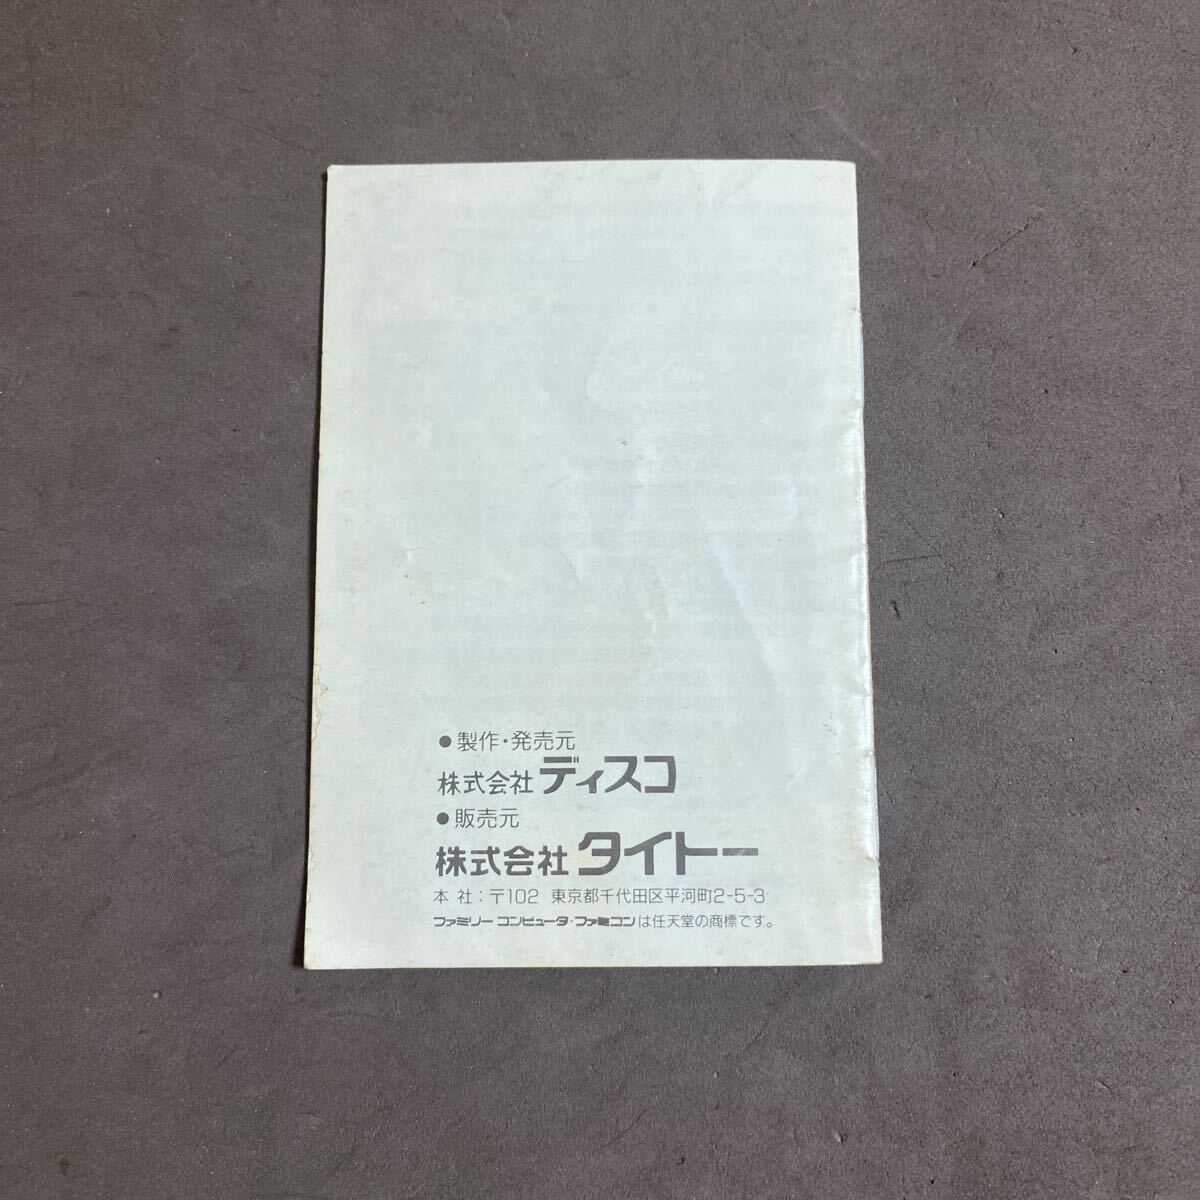 ●製作・発売元
株式会社 ディスコ
●販売元
株式会社 タイトー
本 社：〒102 東京都千代田区平河町2-5-3
ファミリーコンピュータ・ファミコンは任天堂の商標です。